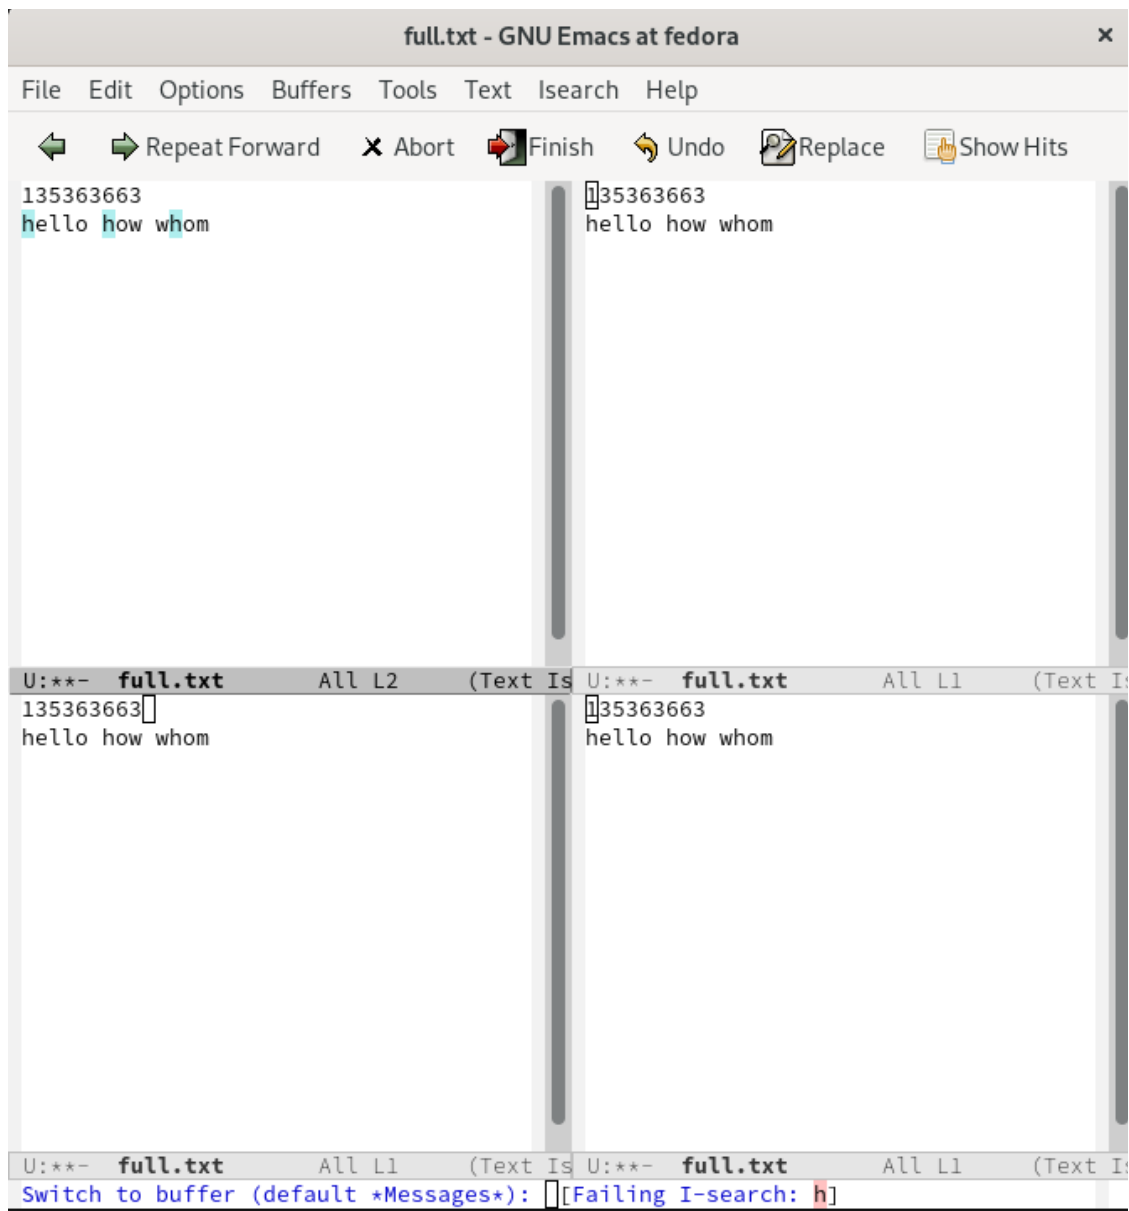 full.txt - GNU Emacs at fedora ×
File Edit Options Buffers Tools Text Isearch Help
Repeat Forward Abort Finish Undo Replace Show Hits
135363663
hello how whom
135363663
hello how whom
U:**- full.txt All L2 (Text Is
U:**- full.txt All L1 (Text Is
135363663
hello how whom
135363663
hello how whom
U:**- full.txt All L1 (Text Is
U:**- full.txt All L1 (Text Is
Switch to buffer (default *Messages*): [Failing I-search: h]